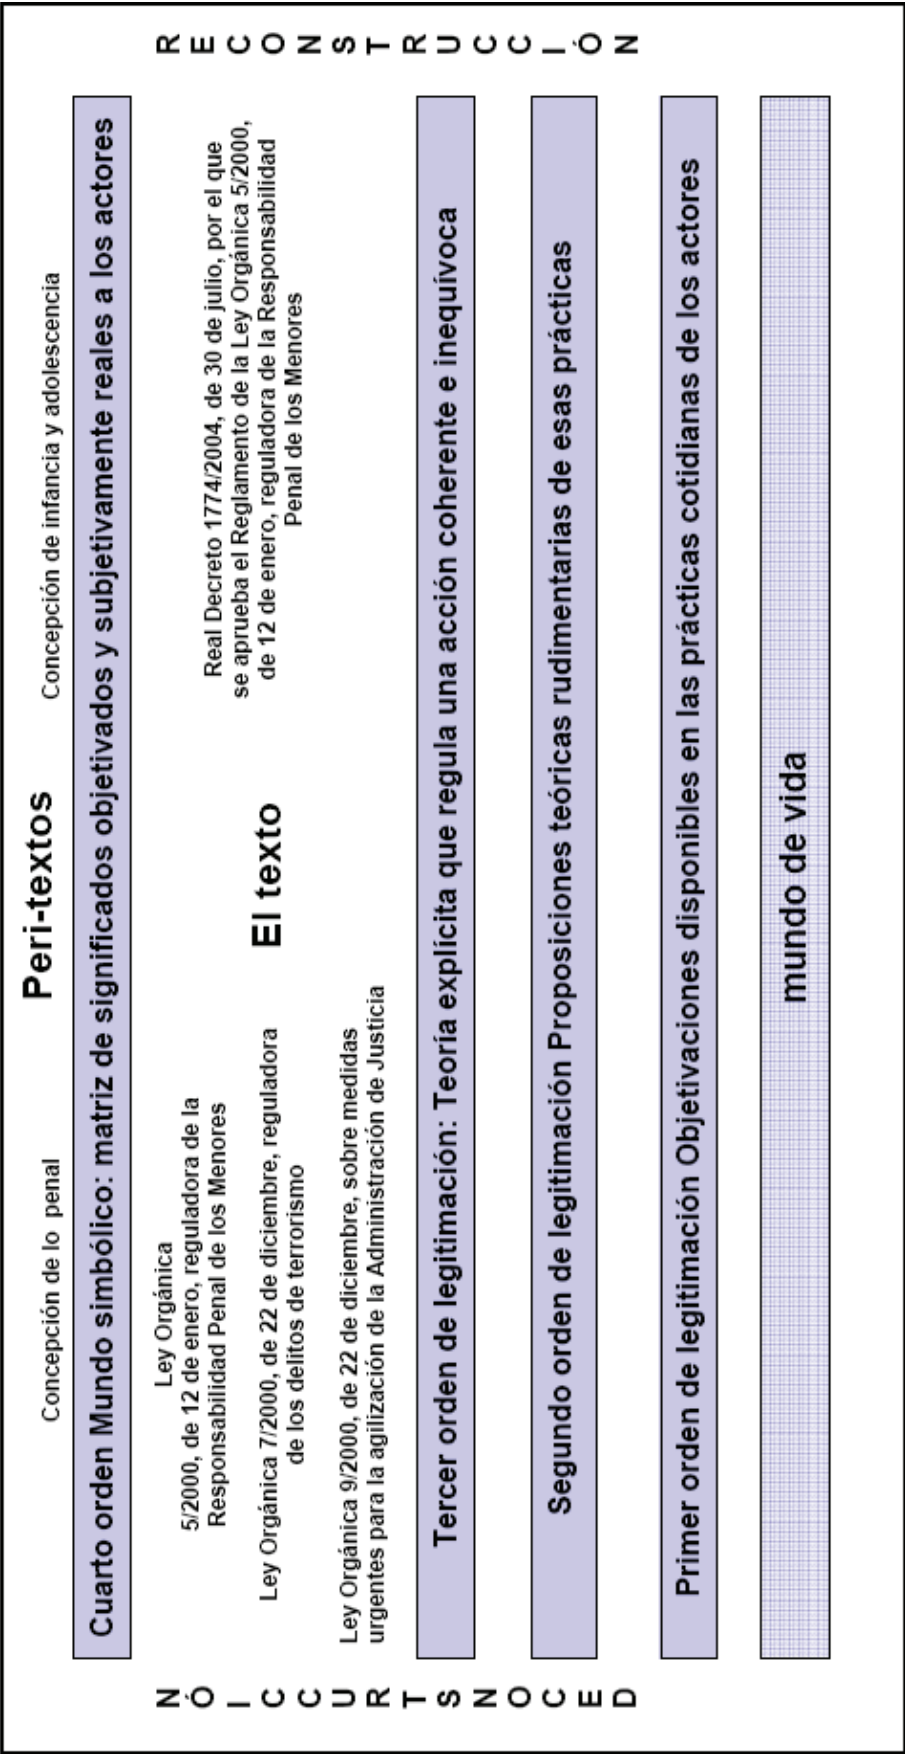 Peri-textos
Concepción de lo penal
Concepción de infancia y adolescencia
Cuarto orden Mundo simbólico: matriz de significados objetivados y subjetivamente reales a los actores
N
Ó
I
C
C
U
R
T
S
N
O
C
E
D
Ley Orgánica
5/2000, de 12 de enero, reguladora de la
Responsabilidad Penal de los Menores
Ley Orgánica 7/2000, de 22 de diciembre, reguladora
de los delitos de terrorismo
Ley Orgánica 9/2000, de 22 de diciembre, sobre medidas
urgentes para la agilización de la Administración de Justicia
El texto
Real Decreto 1774/2004, de 30 de julio, por el que
se aprueba el Reglamento de la Ley Orgánica 5/2000,
de 12 de enero, reguladora de la Responsabilidad
Penal de los Menores
R
E
C
O
N
S
T
R
U
C
C
I
Ó
N
Tercer orden de legitimación: Teoría explícita que regula una acción coherente e inequívoca
Segundo orden de legitimación Proposiciones teóricas rudimentarias de esas prácticas
Primer orden de legitimación Objetivaciones disponibles en las prácticas cotidianas de los actores
mundo de vida